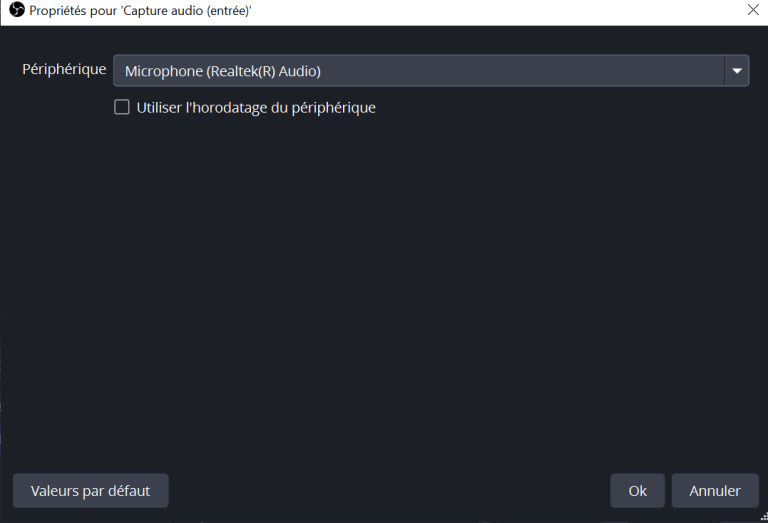 Propriétés pour 'Capture audio (entrée)'
Périphérique Microphone (Realtek(R) Audio)
Utiliser l'horodatage du périphérique
Valeurs par défaut Ok Annuler